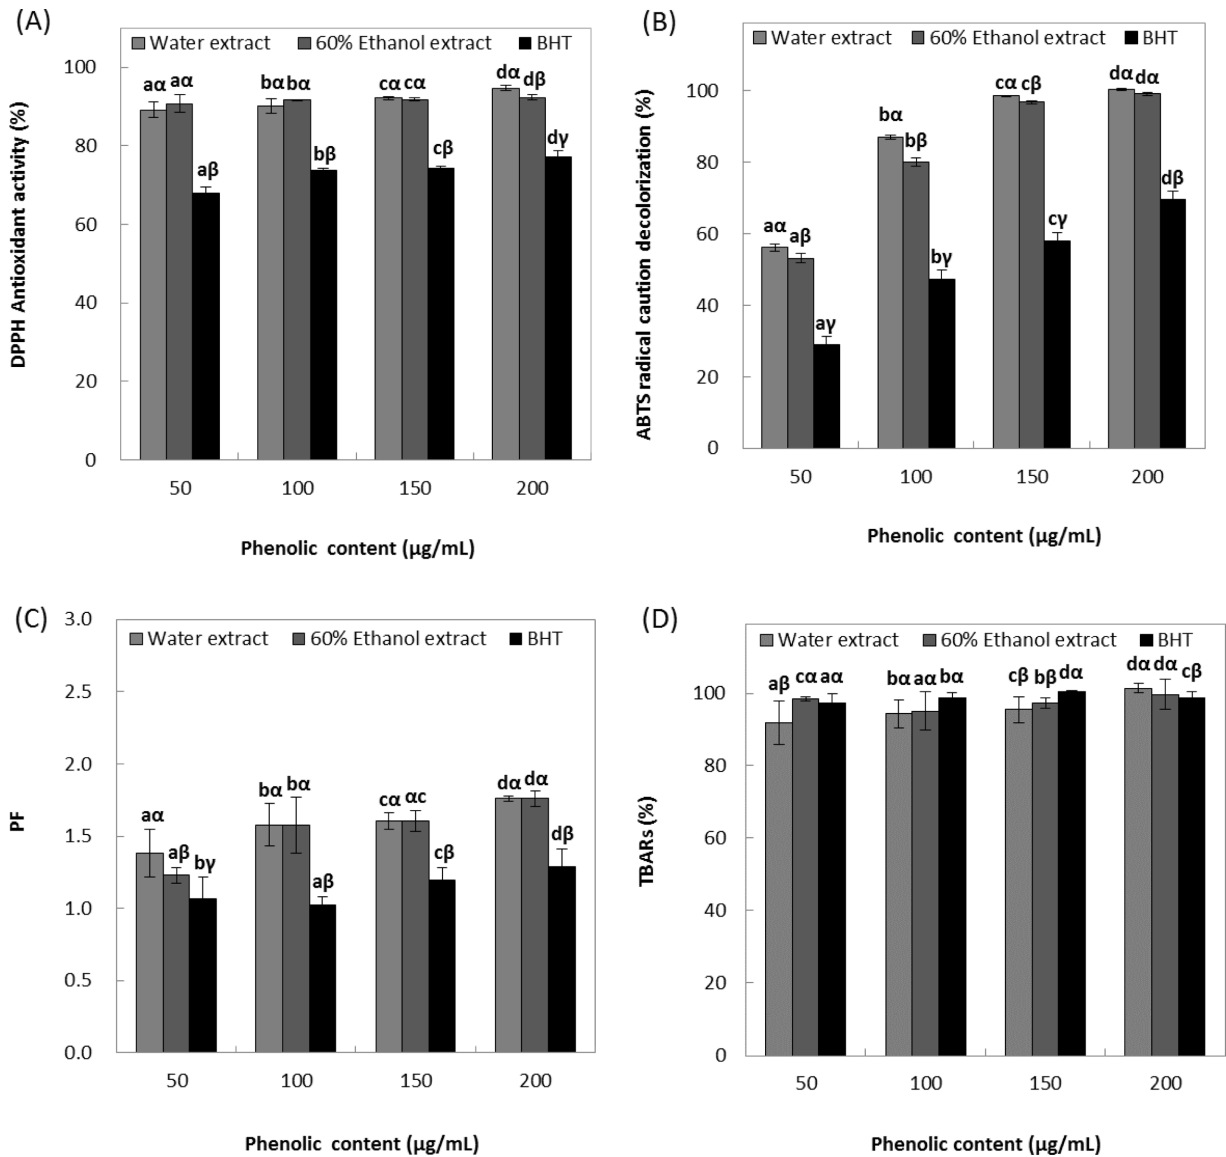 (A)
Water extract 60% Ethanol extract BHT
100
80
60
40
20
0
aα aα aβ
bα bα bβ
cα cα cβ
dα dβ dγ
DPPH Antioxidant activity (%)
50 100 150 200
Phenolic content (µg/mL)
(B)
Water extract 60% Ethanol extract BHT
100
80
60
40
20
0
aα aβ aγ
bα bβ bγ
cα cβ cγ
dα dα dβ
ABTS radical caution decolorization (%)
50 100 150 200
Phenolic content (µg/mL)
(C)
Water extract 60% Ethanol extract BHT
3.0
2.5
2.0
1.5
1.0
0.5
0.0
aα aβ bγ
bα bα aβ
cα αc cβ
dα dα dβ
PF
50 100 150 200
Phenolic content (µg/mL)
(D)
Water extract 60% Ethanol extract BHT
100
80
60
40
20
0
aβ cα aα
bα aα bα
cβ bβ dα
dα dα cβ
TBARs (%)
50 100 150 200
Phenolic content (µg/mL)